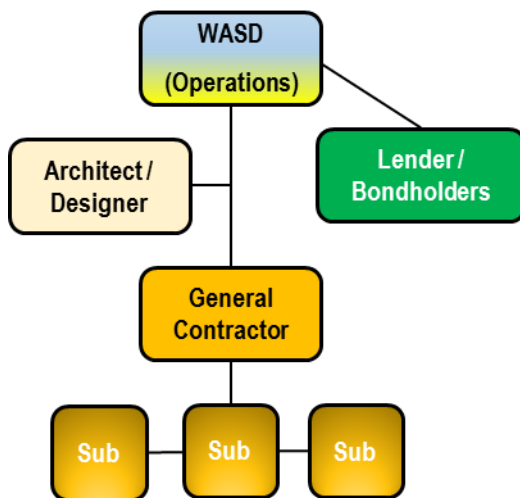 WASD
(Operations)
Architect /
Designer
Lender /
Bondholders
General
Contractor
Sub
Sub
Sub